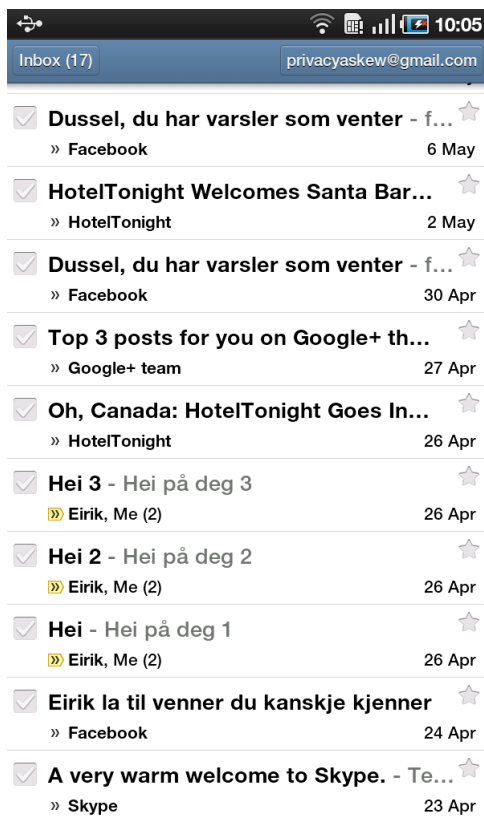 10:05
Inbox (17) privacyaskew@gmail.com
Dussel, du har varsler som venter - f...
» Facebook 6 May
HotelTonight Welcomes Santa Bar...
» HotelTonight 2 May
Dussel, du har varsler som venter - f...
» Facebook 30 Apr
Top 3 posts for you on Google+ th...
» Google+ team 27 Apr
Oh, Canada: HotelTonight Goes In...
» HotelTonight 26 Apr
Hei 3 - Hei på deg 3
» Eirik, Me (2) 26 Apr
Hei 2 - Hei på deg 2
» Eirik, Me (2) 26 Apr
Hei - Hei på deg 1
» Eirik, Me (2) 26 Apr
Eirik la til venner du kanskje kjenner
» Facebook 24 Apr
A very warm welcome to Skype. - Te...
» Skype 23 Apr